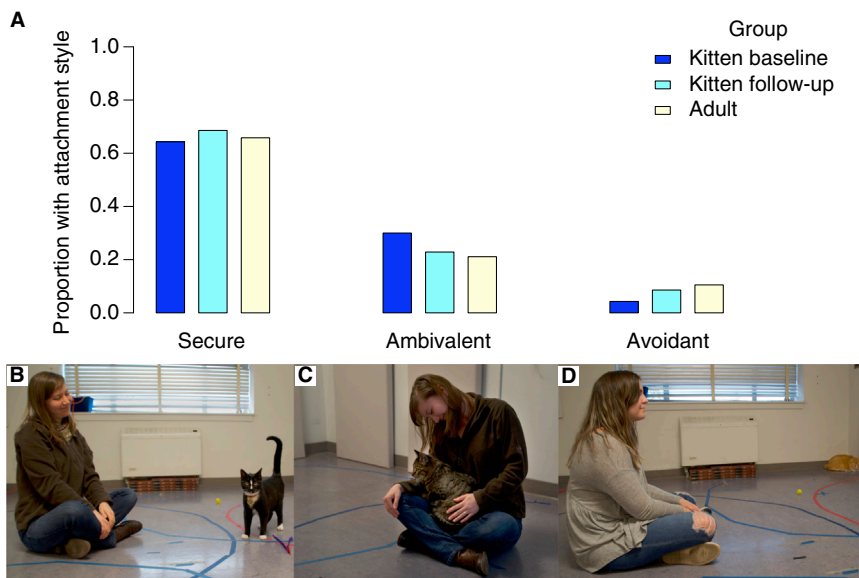 A
Proportion with attachment style
1.0
0.8
0.6
0.4
0.2
0.0
Secure
Ambivalent
Avoidant
Group
Kitten baseline
Kitten follow-up
Adult
B
C
D